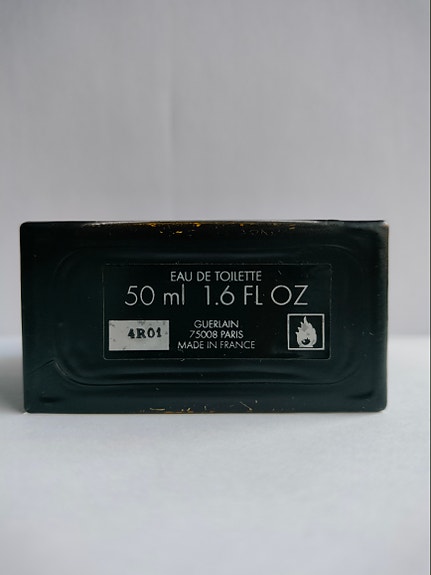 EAU DE TOILETTE
50 ml 1.6 FL OZ
4R01
GUERLAIN
75008 PARIS
MADE IN FRANCE